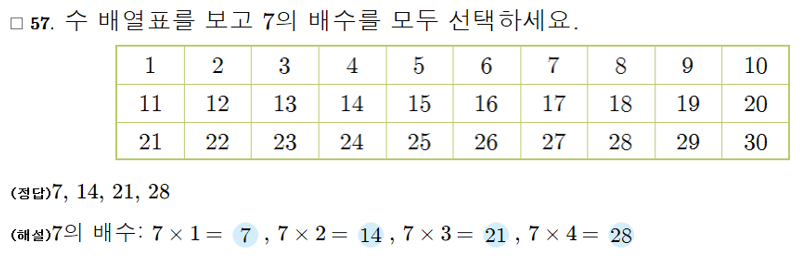 □ 57. 수 배열표를 보고 7의 배수를 모두 선택하세요.
1 2 3 4 5 6 7 8 9 10
11 12 13 14 15 16 17 18 19 20
21 22 23 24 25 26 27 28 29 30
(정답)7, 14, 21, 28
(해설)7의 배수: 7 × 1 = 7 , 7 × 2 = 14 , 7 × 3 = 21 , 7 × 4 = 28